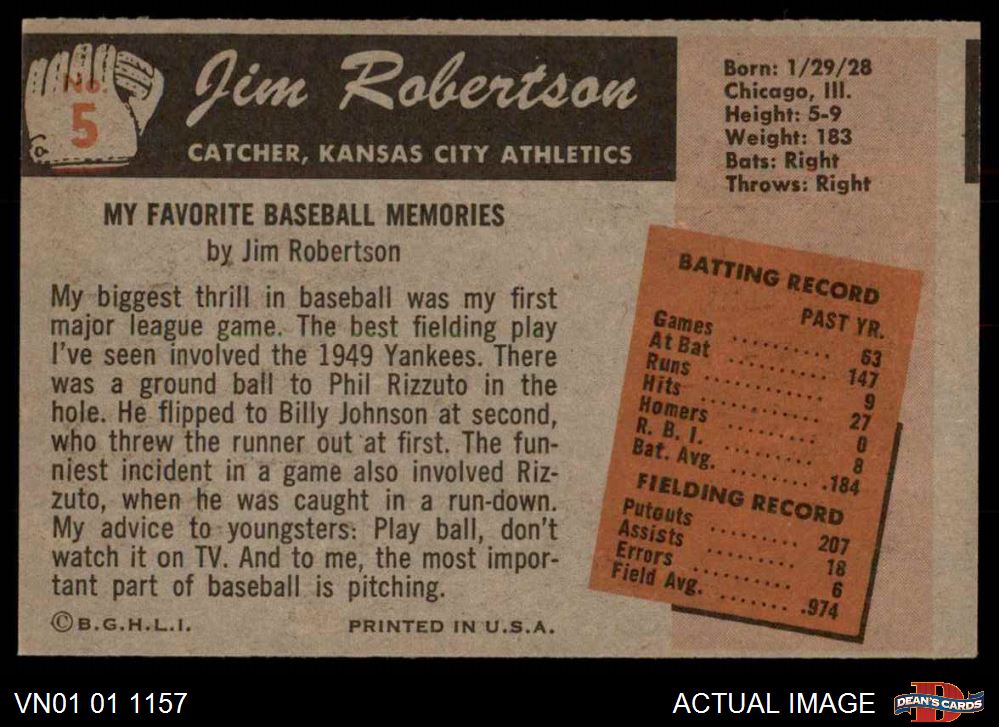 No.
5
Jim Robertson
CATCHER, KANSAS CITY ATHLETICS
Born: 1/29/28
Chicago, Ill.
Height: 5-9
Weight: 183
Bats: Right
Throws: Right
MY FAVORITE BASEBALL MEMORIES
by Jim Robertson
My biggest thrill in baseball was my first
major league game. The best fielding play
I've seen involved the 1949 Yankees. There
was a ground ball to Phil Rizzuto in the
hole. He flipped to Billy Johnson at second,
who threw the runner out at first. The fun-
niest incident in a game also involved Riz-
zuto, when he was caught in a run-down.
My advice to youngsters: Play ball, don't
watch it on TV. And to me, the most impor-
tant part of baseball is pitching.
©B.G.H.L.I. PRINTED IN U.S.A.
BATTING RECORD
PAST YR.
Games .......... 63
At Bat .......... 147
Runs .......... 9
Hits .......... 27
Homers .......... 0
R. B. I. .......... 8
Bat. Avg. .......... .184
FIELDING RECORD
Putouts .......... 207
Assists .......... 18
Errors .......... 6
Field Avg. .......... .974
VN01 01 1157 ACTUAL IMAGE D DEAN'S CARDS